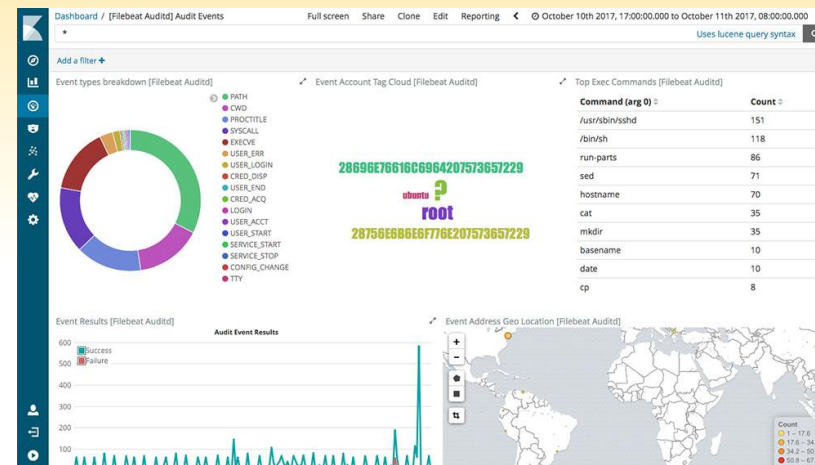 Dashboard / [Filebeat Auditd] Audit Events
Full screen Share Clone Edit Reporting October 10th 2017, 17:00:00.000 to October 11th 2017, 08:00:00.000
*
Uses lucene query syntax
Add a filter +
Event types breakdown [Filebeat Auditd]
PATH
CWD
PROCTITLE
SYSCALL
EXECVE
USER_ERR
USER_LOGIN
CRED_DISP
USER_END
CRED_ACQ
LOGIN
USER_ACCT
USER_START
SERVICE_START
SERVICE_STOP
CONFIG_CHANGE
TTY
Event Account Tag Cloud [Filebeat Auditd]
28696E76616C6964207573657229
ubuntu ?
root
28756E6B6E6F776E207573657229
Top Exec Commands [Filebeat Auditd]
Command (arg 0) Count
/usr/sbin/sshd 151
/bin/sh 118
run-parts 86
sed 71
hostname 70
cat 35
mkdir 35
basename 10
date 10
cp 8
Event Results [Filebeat Auditd]
Audit Event Results
Success
Failure
600
500
400
300
200
100
Event Address Geo Location [Filebeat Auditd]
+
-
Count
1 – 17.6
17.6 – 34.
34.2 – 50.
50.8 – 67.